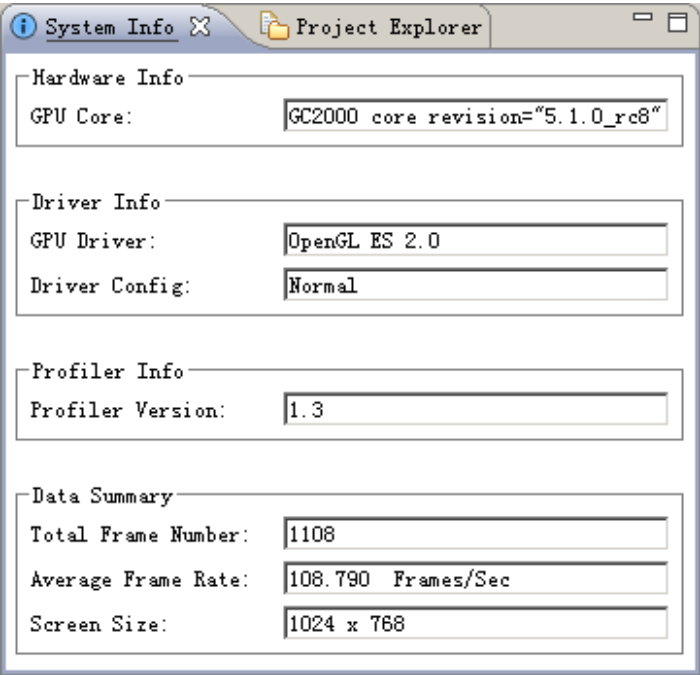 System Info Project Explorer
Hardware Info
GPU Core: GC2000 core revision="5.1.0_rc8"
Driver Info
GPU Driver: OpenGL ES 2.0
Driver Config: Normal
Profiler Info
Profiler Version: 1.3
Data Summary
Total Frame Number: 1108
Average Frame Rate: 108.790 Frames/Sec
Screen Size: 1024 x 768